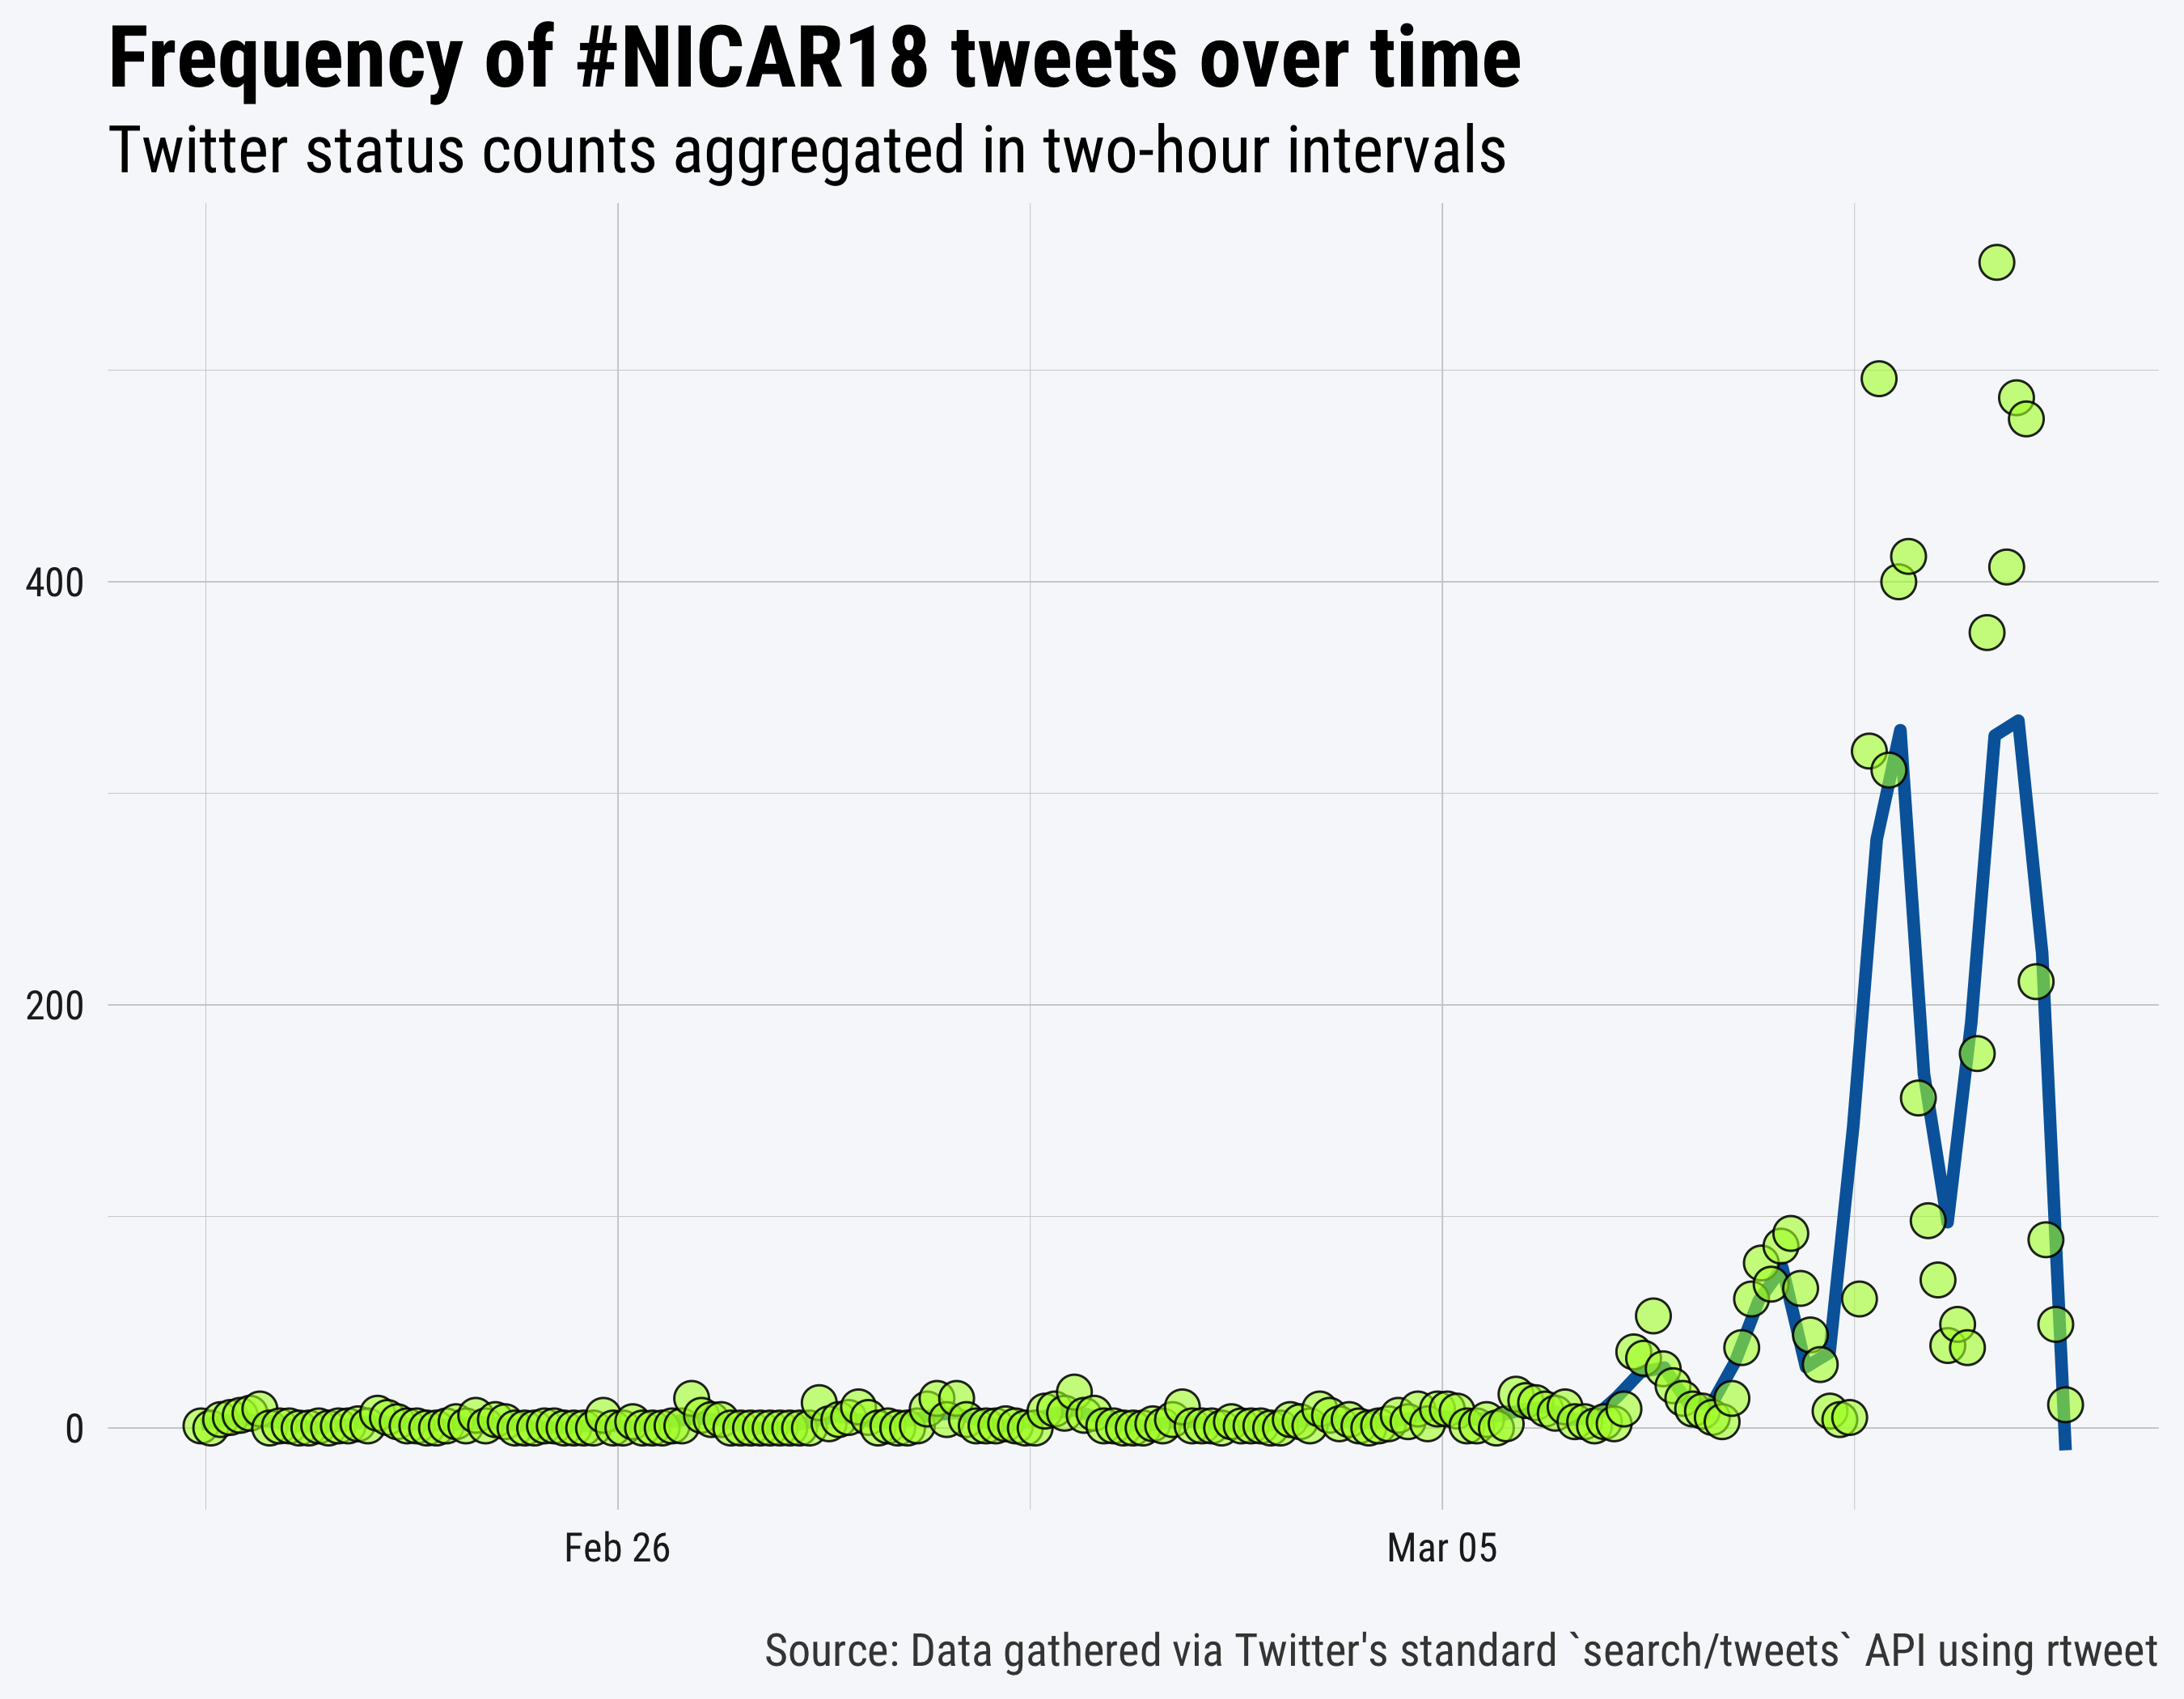 Frequency of #NICAR18 tweets over time
Twitter status counts aggregated in two-hour intervals
400
200
0
Feb 26
Mar 05
Source: Data gathered via Twitter's standard `search/tweets` API using rtweet